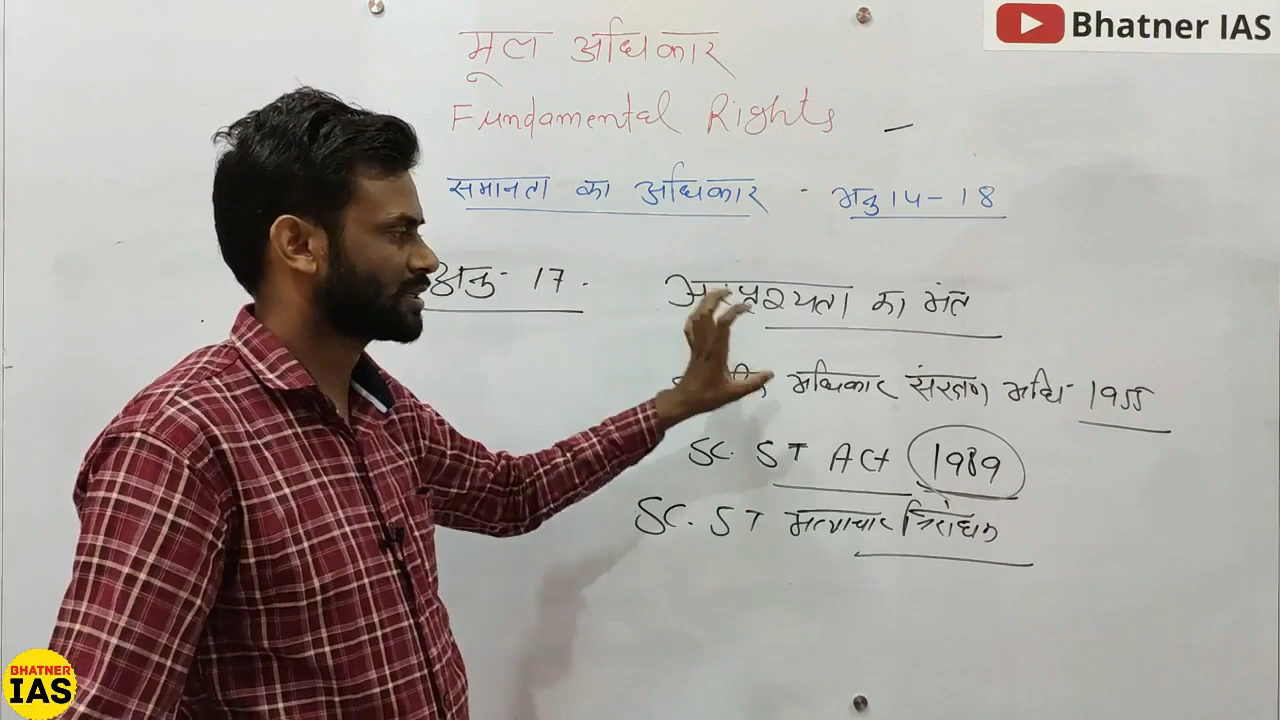 Bhatner IAS
मूल अधिकार
Fundamental Rights
समानता का अधिकार - अनु 14-18
अनु- 17.
का अंत
अधिकार संरक्षण अधि- 1955
SC. ST Act 1989
SC. ST अत्याचार निरोधक
BHATNER
IAS